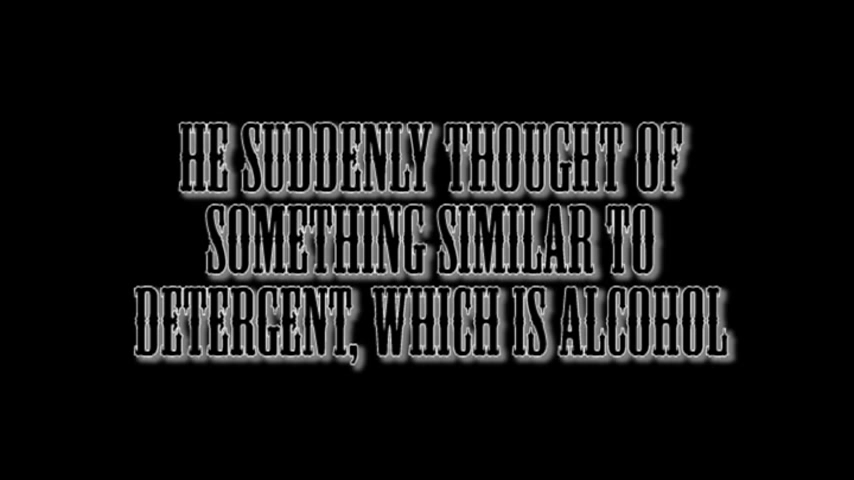 HE SUDDENLY THOUGHT OF
SOMETHING SIMILAR TO
DETERGENT, WHICH IS ALCOHOL